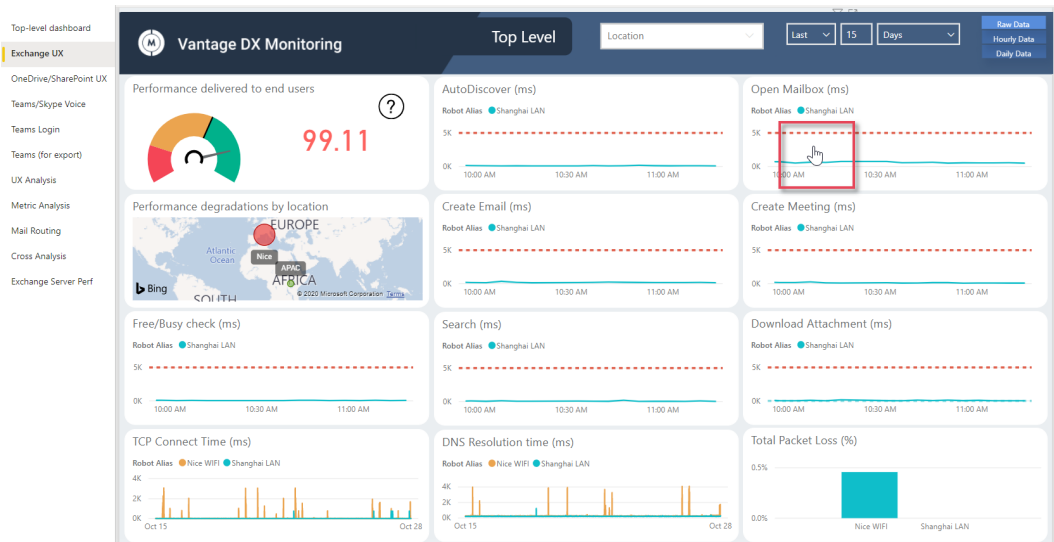 Top-level dashboard
Exchange UX
OneDrive/SharePoint UX
Teams/Skype Voice
Teams Login
Teams (for export)
UX Analysis
Metric Analysis
Mail Routing
Cross Analysis
Exchange Server Perf
M Vantage DX Monitoring
Top Level
Location
Last 15 Days
Raw Data
Hourly Data
Daily Data
Performance delivered to end users
?
99.11
AutoDiscover (ms)
Robot Alias Shanghai LAN
5K
0K
10:00 AM 10:30 AM 11:00 AM
Open Mailbox (ms)
Robot Alias Shanghai LAN
5K
0K
10:00 AM 10:30 AM 11:00 AM
Performance degradations by location
EUROPE
Atlantic
Ocean
Nice
APAC
AFRICA
Bing
SOUTH
© 2020 Microsoft Corporation Terms
Create Email (ms)
Robot Alias Shanghai LAN
5K
0K
10:00 AM 10:30 AM 11:00 AM
Create Meeting (ms)
Robot Alias Shanghai LAN
5K
0K
10:00 AM 10:30 AM 11:00 AM
Free/Busy check (ms)
Robot Alias Shanghai LAN
5K
0K
10:00 AM 10:30 AM 11:00 AM
Search (ms)
Robot Alias Shanghai LAN
5K
0K
10:00 AM 10:30 AM 11:00 AM
Download Attachment (ms)
Robot Alias Shanghai LAN
5K
0K
10:00 AM 10:30 AM 11:00 AM
TCP Connect Time (ms)
Robot Alias Nice WIFI Shanghai LAN
4K
2K
0K
Oct 15 Oct 28
DNS Resolution time (ms)
Robot Alias Nice WIFI Shanghai LAN
4K
2K
0K
Oct 15 Oct 28
Total Packet Loss (%)
0.5%
0.0%
Nice WIFI Shanghai LAN